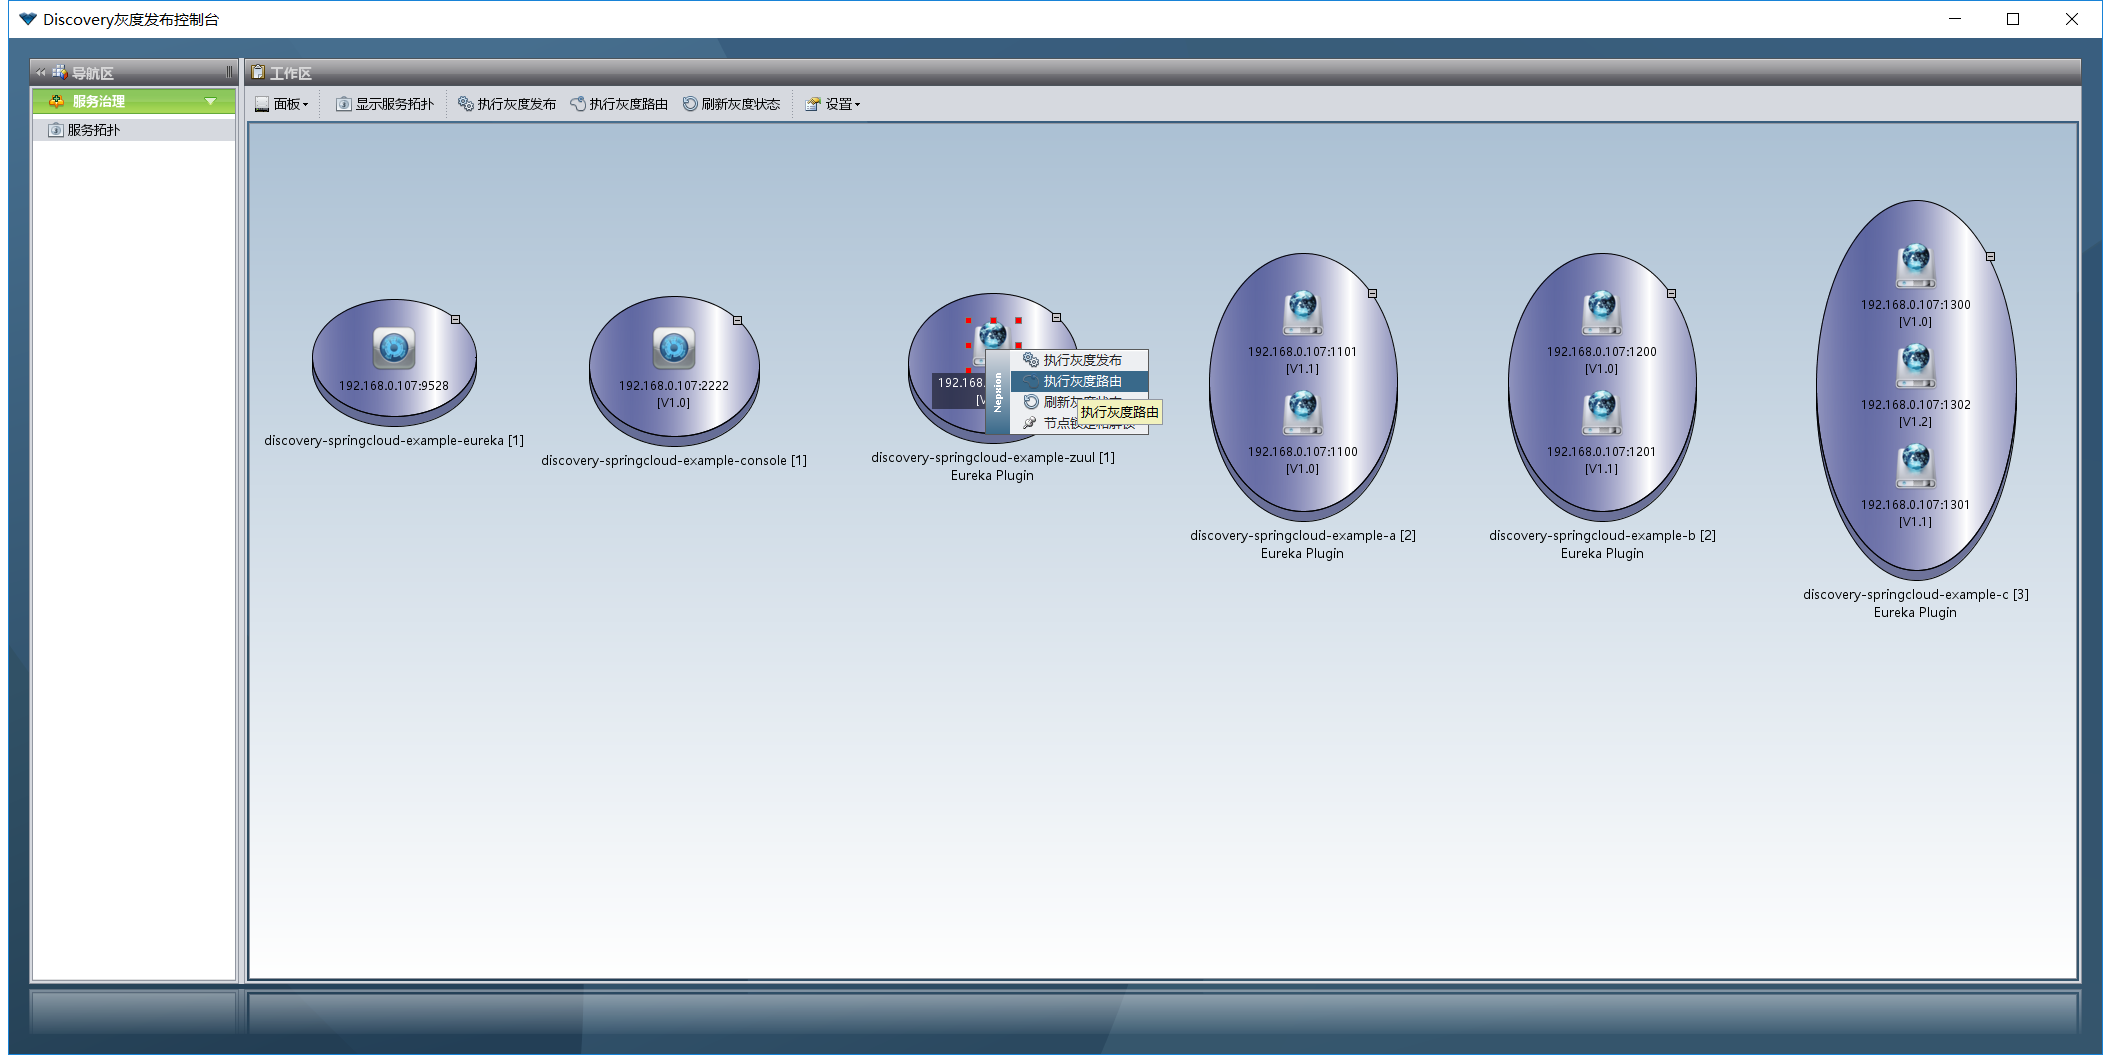 Discovery灰度发布控制台
导航区
工作区
服务治理
服务拓扑
面板
显示服务拓扑
执行灰度发布
执行灰度路由
刷新灰度状态
设置
192.168.0.107:9528
discovery-springcloud-example-eureka [1]
192.168.0.107:2222
[V1.0]
discovery-springcloud-example-console [1]
192.168.
[V
Nepxion
执行灰度发布
执行灰度路由
刷新灰度状态
节点锁定和解锁
执行灰度路由
discovery-springcloud-example-zuul [1]
Eureka Plugin
192.168.0.107:1101
[V1.1]
192.168.0.107:1100
[V1.0]
discovery-springcloud-example-a [2]
Eureka Plugin
192.168.0.107:1200
[V1.0]
192.168.0.107:1201
[V1.1]
discovery-springcloud-example-b [2]
Eureka Plugin
192.168.0.107:1300
[V1.0]
192.168.0.107:1302
[V1.2]
192.168.0.107:1301
[V1.1]
discovery-springcloud-example-c [3]
Eureka Plugin